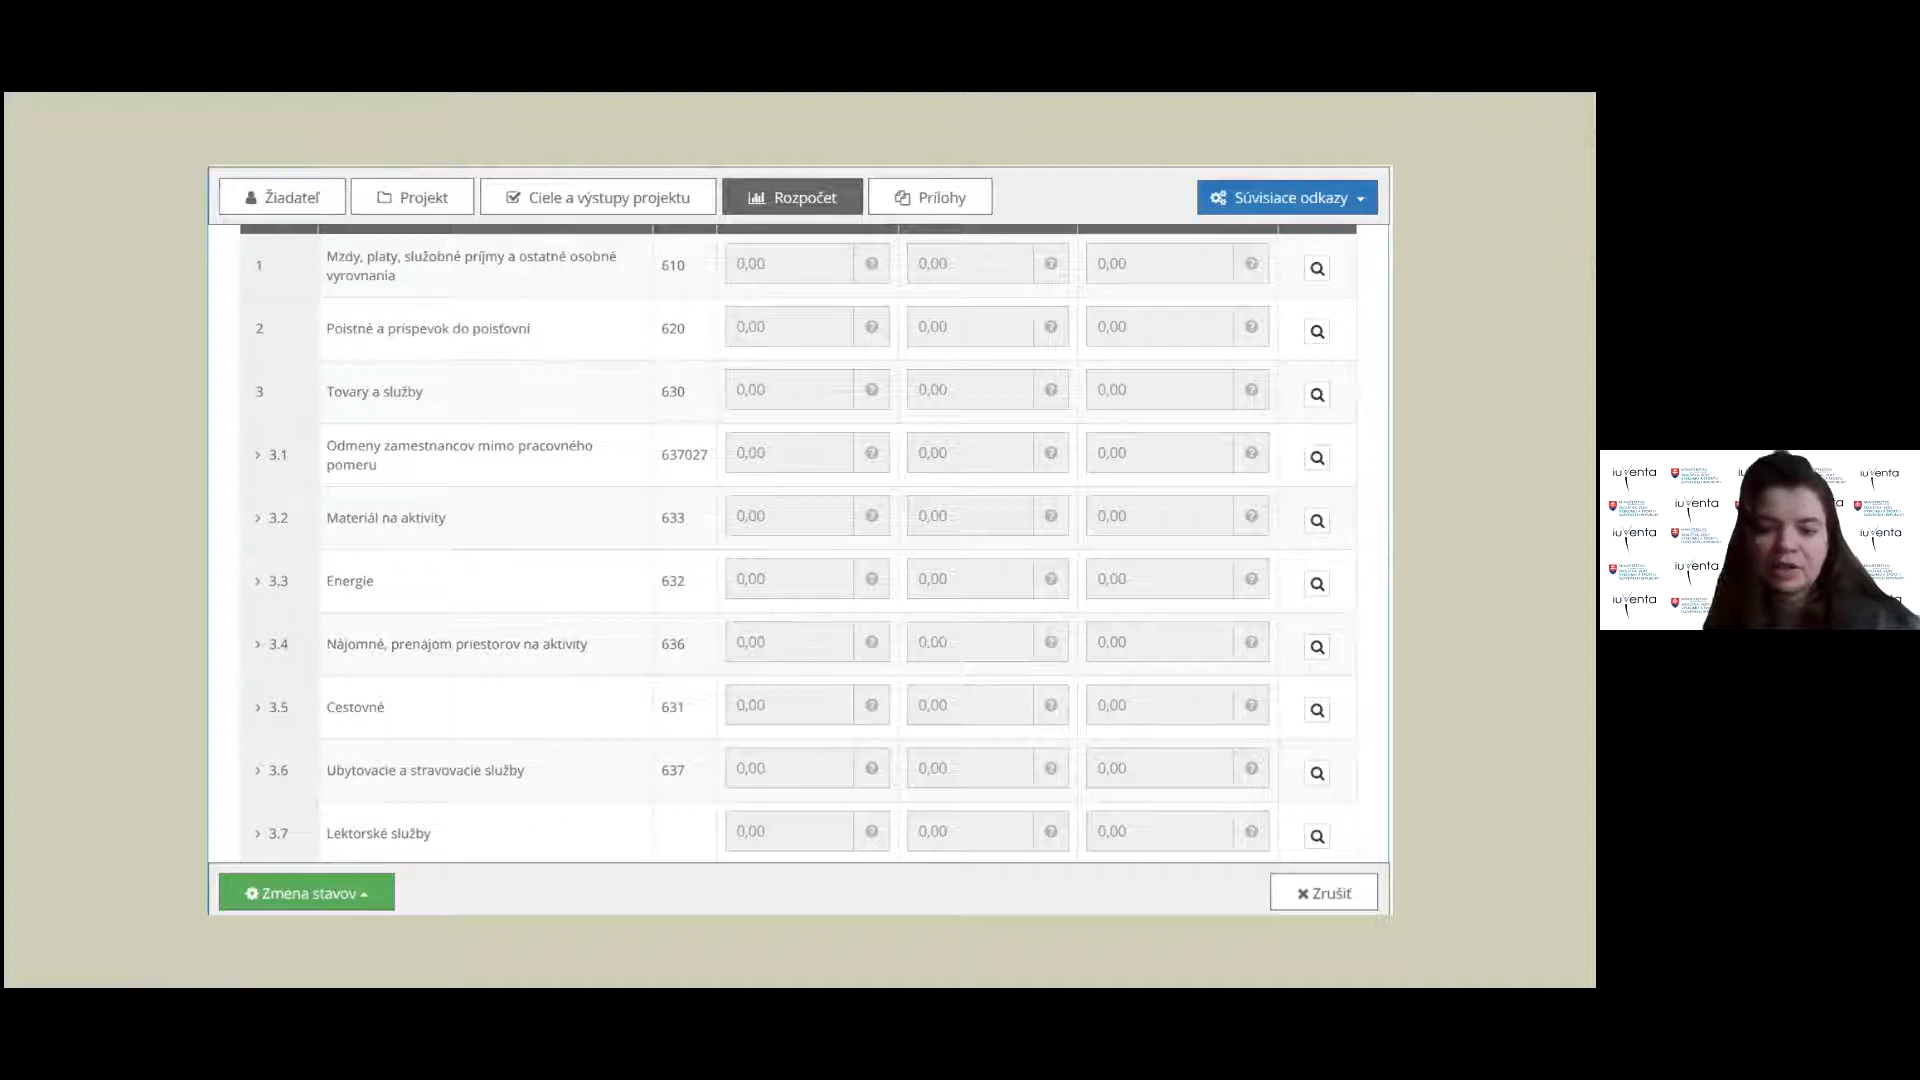 Žiadateľ Projekt Ciele a výstupy projektu Rozpočet Prílohy Súvisiace odkazy
1 Mzdy, platy, služobné príjmy a ostatné osobné vyrovnania 610 0,00 0,00 0,00
2 Poistné a príspevok do poisťovní 620 0,00 0,00 0,00
3 Tovary a služby 630 0,00 0,00 0,00
3.1 Odmeny zamestnancov mimo pracovného pomeru 637027 0,00 0,00 0,00
3.2 Materiál na aktivity 633 0,00 0,00 0,00
3.3 Energie 632 0,00 0,00 0,00
3.4 Nájomné, prenájom priestorov na aktivity 636 0,00 0,00 0,00
3.5 Cestovné 631 0,00 0,00 0,00
3.6 Ubytovacie a stravovacie služby 637 0,00 0,00 0,00
3.7 Lektorské služby 0,00 0,00 0,00
Zmena stavov Zrušiť
iuventa iuventa
iuventa
iuventa iuventa
iuventa
iuventa